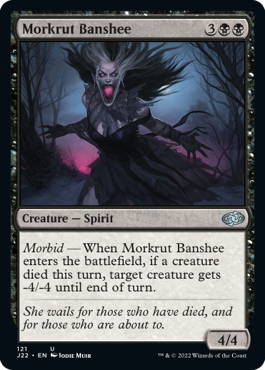 Morkrut Banshee 3
Creature — Spirit
Morbid — When Morkrut Banshee
enters the battlefield, if a creature
died this turn, target creature gets
-4/-4 until end of turn.
She wails for those who have died, and
for those who are about to.
4/4
121 U
J22 • EN Iodie Muir
™ & © 2022 Wizards of the Coast